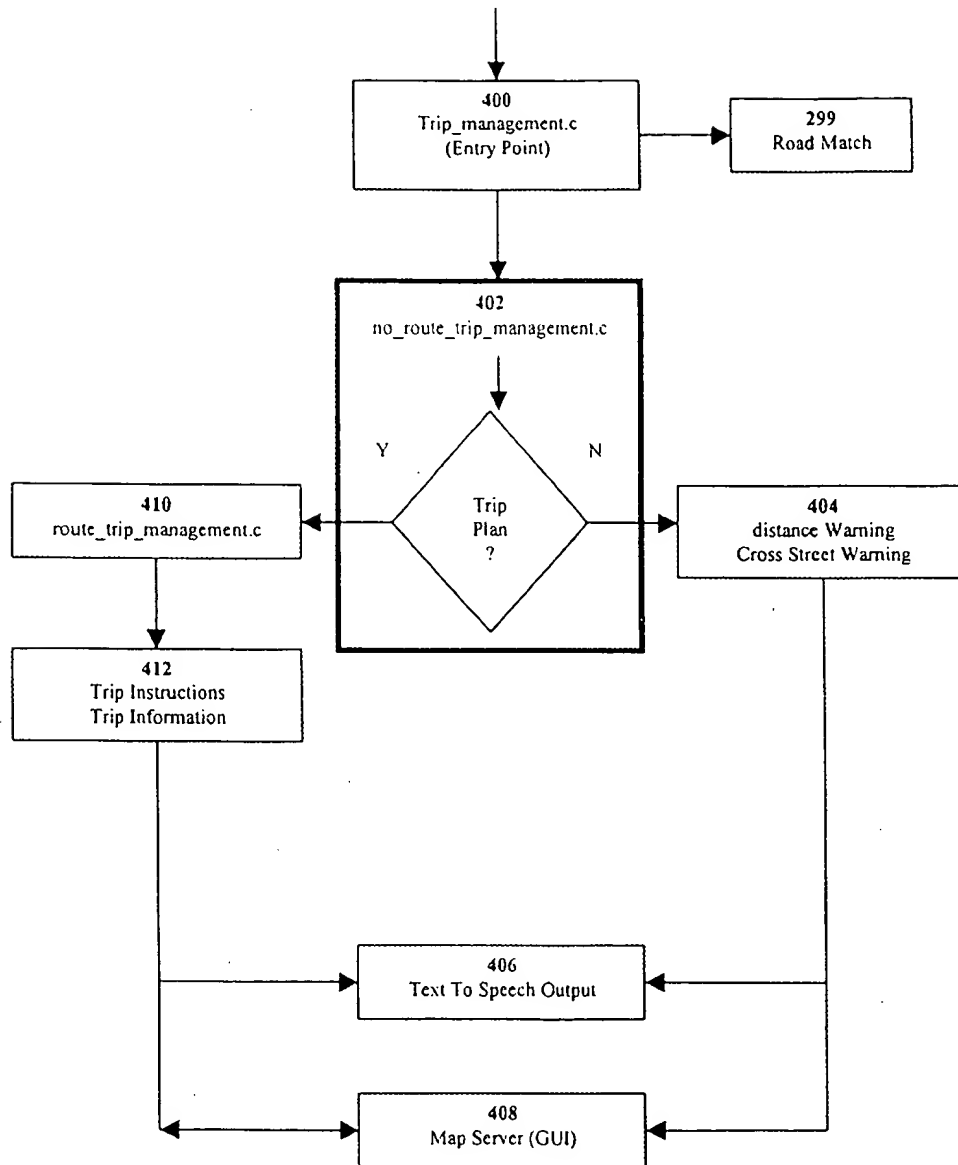 400
Trip_management.c
(Entry Point)
299
Road Match
402
no_route_trip_management.c
Y
N
Trip
Plan
?
410
route_trip_management.c
404
distance Warning
Cross Street Warning
412
Trip Instructions
Trip Information
406
Text To Speech Output
408
Map Server (GUI)